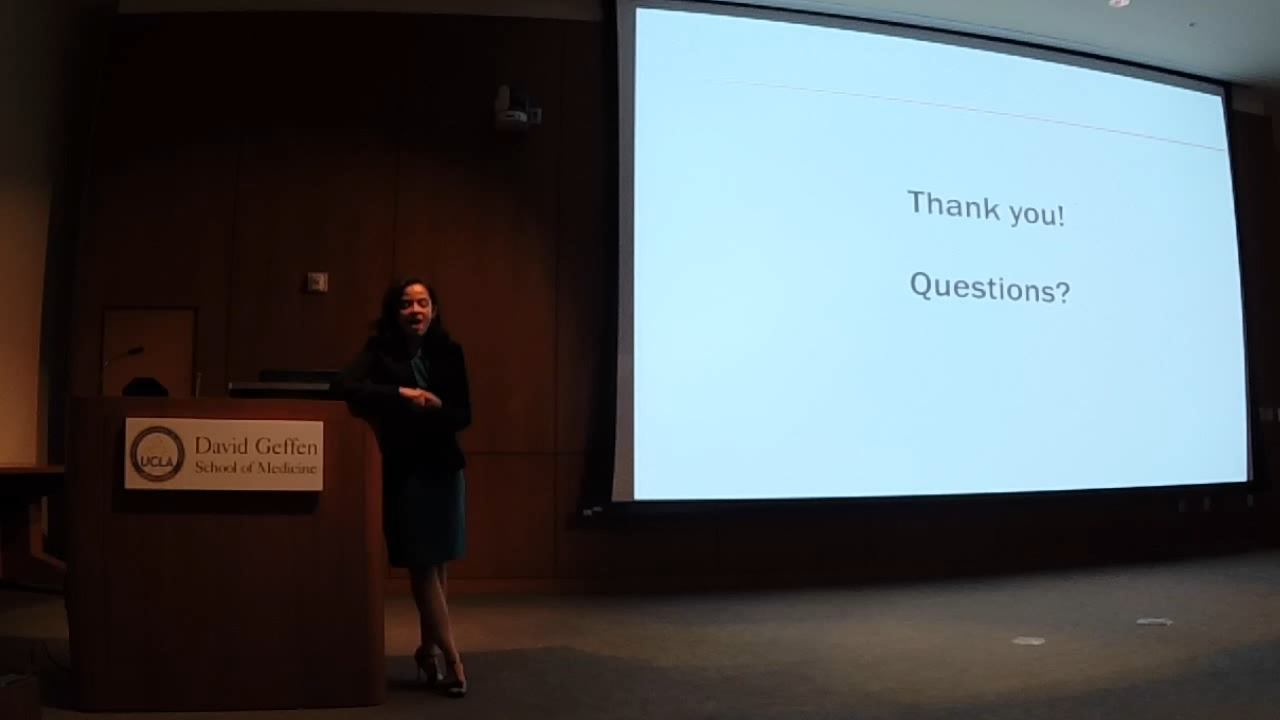 Thank you!
Questions?
UCLA
David Geffen
School of Medicine